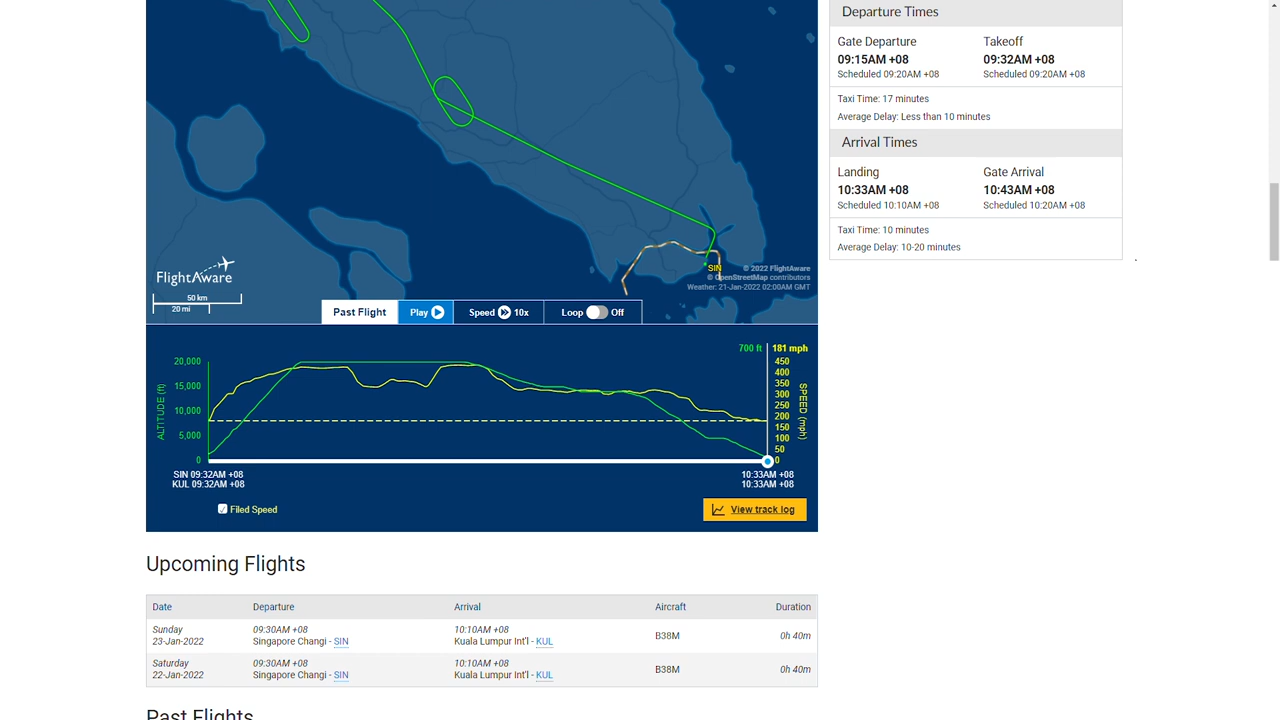 Departure Times
Gate Departure Takeoff
09:15AM +08 09:32AM +08
Scheduled 09:20AM +08 Scheduled 09:20AM +08
Taxi Time: 17 minutes
Average Delay: Less than 10 minutes
Arrival Times
Landing Gate Arrival
10:33AM +08 10:43AM +08
Scheduled 10:10AM +08 Scheduled 10:20AM +08
Taxi Time: 10 minutes
Average Delay: 10-20 minutes
SIN
© 2022 FlightAware
© OpenStreetMap contributors
Weather: 21-Jan-2022 02:00AM GMT
FlightAware
50 km
20 mi
Past Flight Play Speed 10x Loop Off
700 ft 181 mph
20,000
15,000
10,000
5,000
0
ALTITUDE (ft)
450
400
350
300
250
200
150
100
50
0
SPEED (mph)
SIN 09:32AM +08 10:33AM +08
KUL 09:32AM +08 10:33AM +08
Filed Speed View track log
Upcoming Flights
Date Departure Arrival Aircraft Duration
Sunday 09:30AM +08 10:10AM +08
23-Jan-2022 Singapore Changi - SIN Kuala Lumpur Int'l - KUL B38M 0h 40m
Saturday 09:30AM +08 10:10AM +08
22-Jan-2022 Singapore Changi - SIN Kuala Lumpur Int'l - KUL B38M 0h 40m
Past Flights